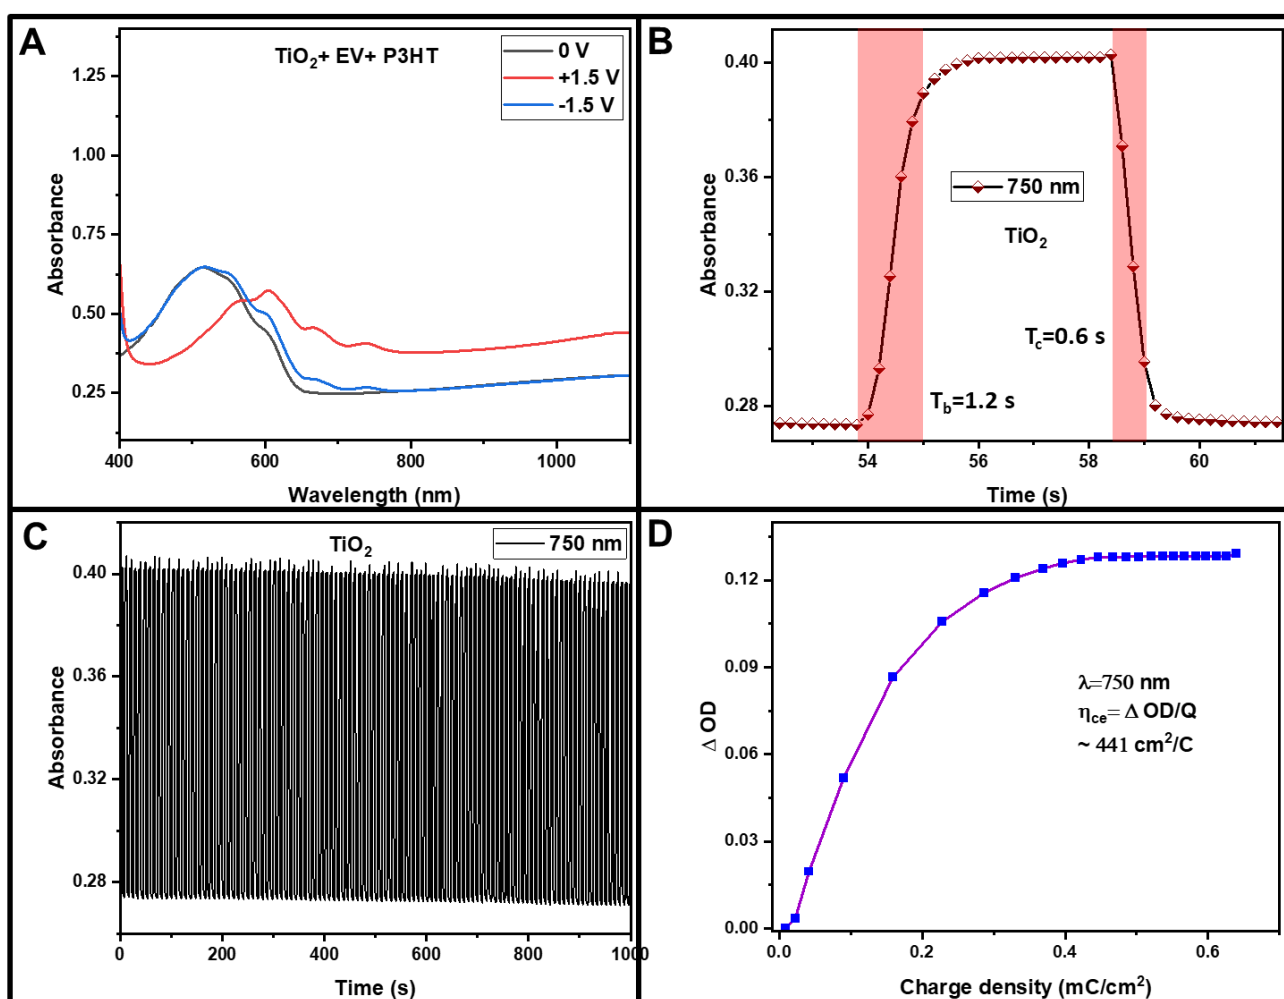 A
TiO2+ EV+ P3HT
0 V
+1.5 V
-1.5 V
1.25
1.00
0.75
0.50
0.25
400
600
800
1000
Absorbance
Wavelength (nm)
B
0.40
0.36
0.32
0.28
750 nm
TiO2
Tc=0.6 s
Tb=1.2 s
54
56
58
60
Absorbance
Time (s)
C
TiO2
750 nm
0.40
0.36
0.32
0.28
0
200
400
600
800
1000
Absorbance
Time (s)
D
0.12
0.09
0.06
0.03
0.00
λ=750 nm
ηce= Δ OD/Q
~ 441 cm²/C
0.0
0.2
0.4
0.6
Δ OD
Charge density (mC/cm²)